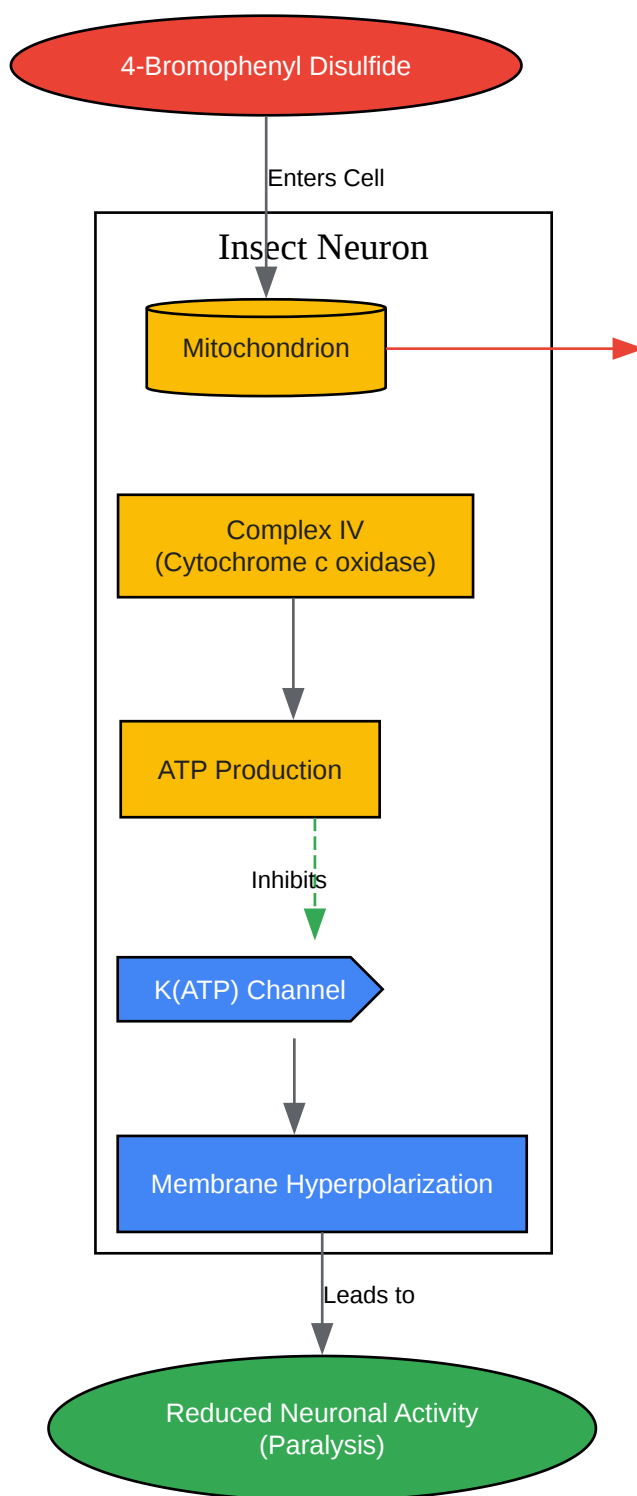 4-Bromophenyl Disulfide
Enters Cell
Insect Neuron
Mitochondrion
Complex IV
(Cytochrome c oxidase)
ATP Production
Inhibits
K(ATP) Channel
Membrane Hyperpolarization
Leads to
Reduced Neuronal Activity
(Paralysis)